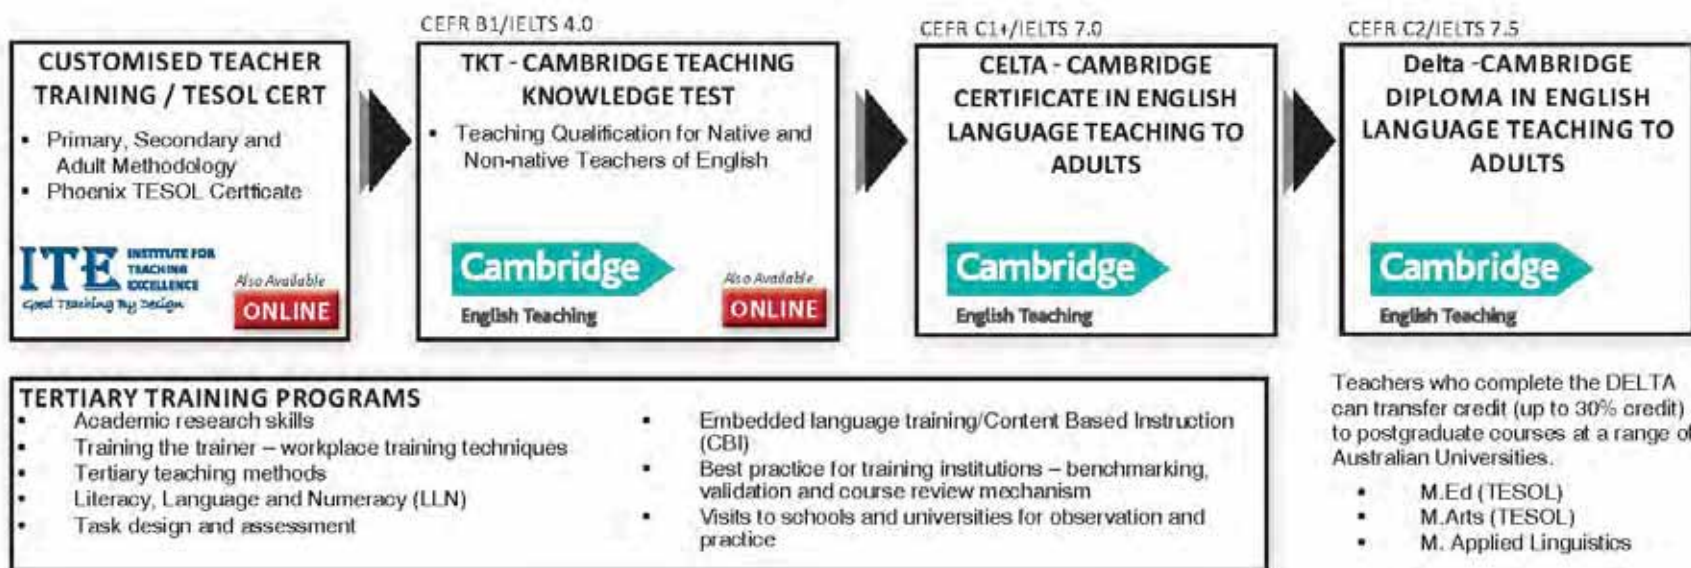 CUSTOMISED TEACHER
TRAINING / TESOL CERT
• Primary, Secondary and
Adult Methodology
• Phoenix TESOL Certficate
ITE INSTITUTE FOR
TEACHING
EXCELLENCE
Good Teaching By Design
Also Available
ONLINE
CEFR B1/IELTS 4.0
TKT - CAMBRIDGE TEACHING
KNOWLEDGE TEST
• Teaching Qualification for Native and
Non-native Teachers of English
Cambridge
English Teaching
Also Available
ONLINE
CEFR C1+/IELTS 7.0
CELTA - CAMBRIDGE
CERTIFICATE IN ENGLISH
LANGUAGE TEACHING TO
ADULTS
Cambridge
English Teaching
CEFR C2/IELTS 7.5
Delta -CAMBRIDGE
DIPLOMA IN ENGLISH
LANGUAGE TEACHING TO
ADULTS
Cambridge
English Teaching
TERTIARY TRAINING PROGRAMS
• Academic research skills
• Training the trainer – workplace training techniques
• Tertiary teaching methods
• Literacy, Language and Numeracy (LLN)
• Task design and assessment
• Embedded language training/Content Based Instruction
(CBI)
• Best practice for training institutions – benchmarking,
validation and course review mechanism
• Visits to schools and universities for observation and
practice
Teachers who complete the DELTA
can transfer credit (up to 30% credit)
to postgraduate courses at a range of
Australian Universities.
• M.Ed (TESOL)
• M.Arts (TESOL)
• M. Applied Linguistics